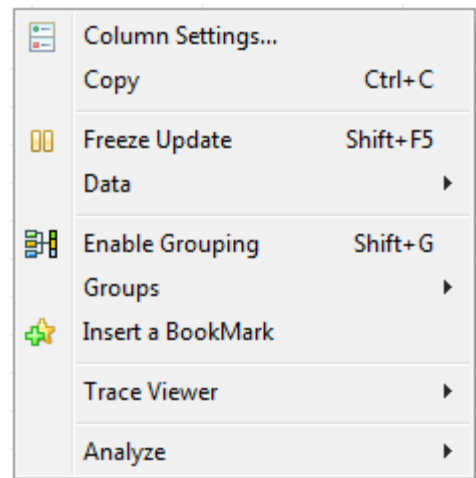 Column Settings...
Copy Ctrl+C
Freeze Update Shift+F5
Data
Enable Grouping Shift+G
Groups
Insert a BookMark
Trace Viewer
Analyze